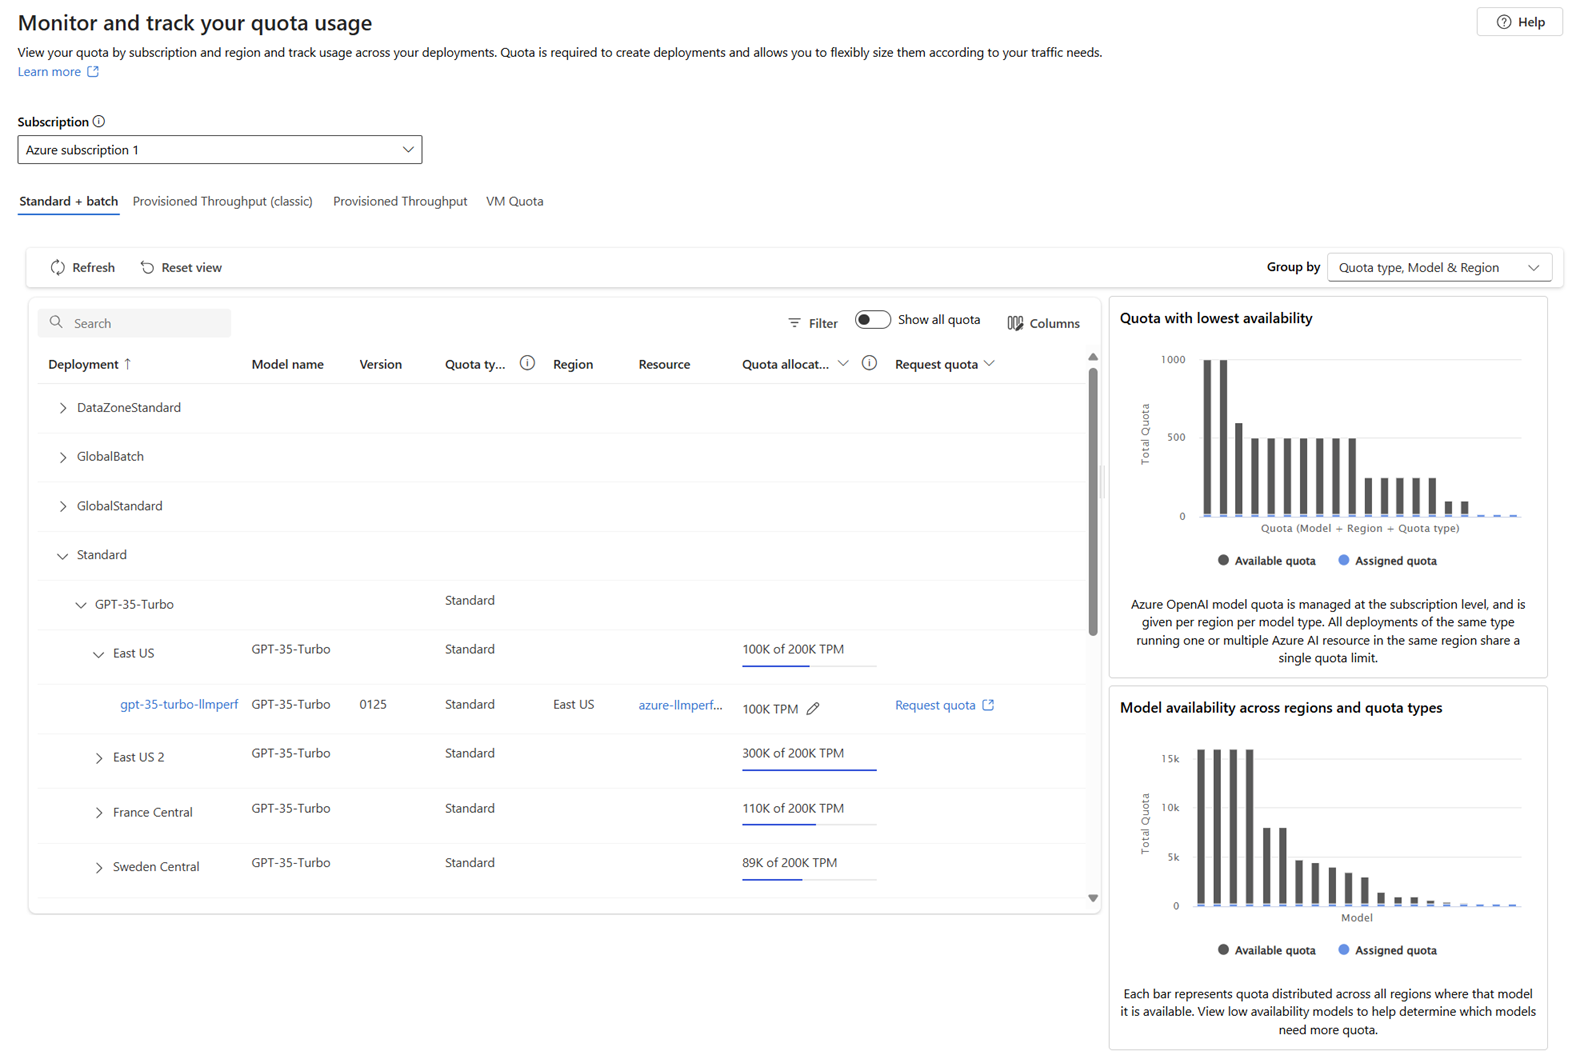 Monitor and track your quota usage
Help
View your quota by subscription and region and track usage across your deployments. Quota is required to create deployments and allows you to flexibly size them according to your traffic needs.
Learn more
Subscription
Azure subscription 1
Standard + batch Provisioned Throughput (classic) Provisioned Throughput VM Quota
Refresh Reset view Group by Quota type, Model & Region
Search Filter Show all quota Columns
Deployment ↑ Model name Version Quota ty... Region Resource Quota allocat... Request quota
DataZoneStandard
GlobalBatch
GlobalStandard
Standard
GPT-35-Turbo Standard
East US GPT-35-Turbo Standard 100K of 200K TPM
gpt-35-turbo-llmperf GPT-35-Turbo 0125 Standard East US azure-llmperf... 100K TPM Request quota
East US 2 GPT-35-Turbo Standard 300K of 200K TPM
France Central GPT-35-Turbo Standard 110K of 200K TPM
Sweden Central GPT-35-Turbo Standard 89K of 200K TPM
Quota with lowest availability
1000
500
0
Total Quota
Quota (Model + Region + Quota type)
Available quota Assigned quota
Azure OpenAI model quota is managed at the subscription level, and is
given per region per model type. All deployments of the same type
running one or multiple Azure AI resource in the same region share a
single quota limit.
Model availability across regions and quota types
15k
10k
5k
0
Total Quota
Model
Available quota Assigned quota
Each bar represents quota distributed across all regions where that model
it is available. View low availability models to help determine which models
need more quota.